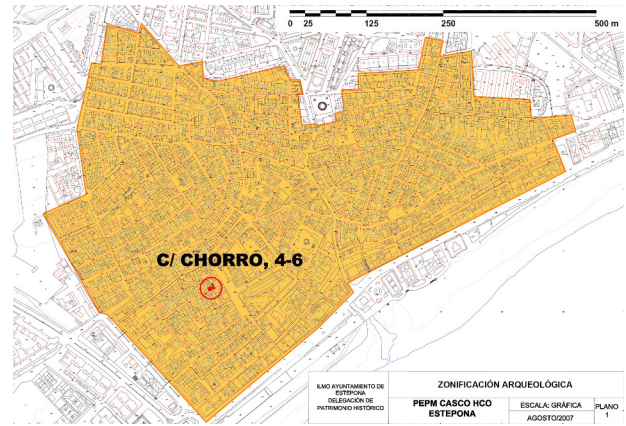 0 25 125 250 500 m
C/ CHORRO, 4-6
ILMO AYUNTAMIENTO DE
ESTEPONA
DELEGACIÓN DE
PATRIMONIO HISTÓRICO
ZONIFICACIÓN ARQUEOLÓGICA
PEPM CASCO HCO
ESTEPONA
ESCALA: GRÁFICA
AGOSTO/2007
PLANO
1